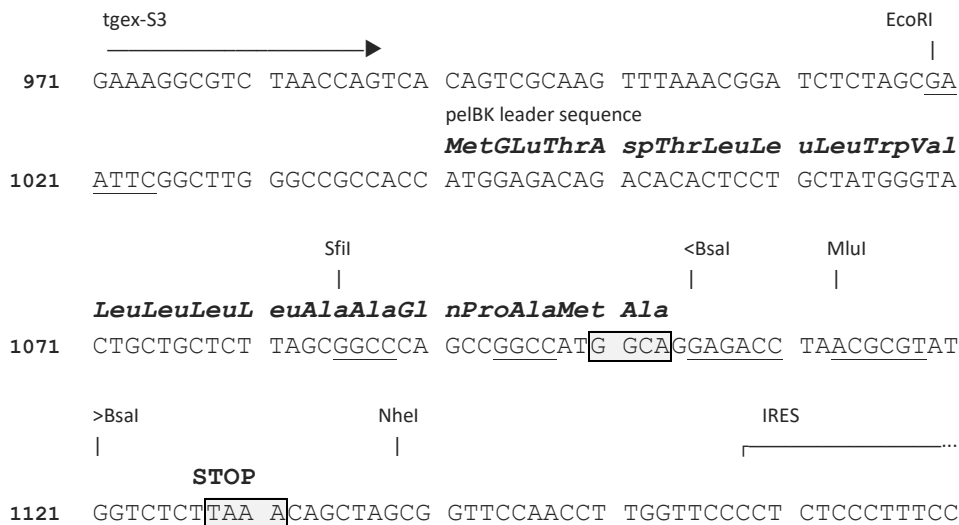 tgex-S3 EcoRI
971 GAAAGGCGTC TAACCAGTCA CAGTCGCAAG TTTAAACGGA TCTCTAGCGA
pelBK leader sequence
MetGLuThrA spThrLeuLe uLeuTrpVal
1021 ATTCGGCTTG GGCCGCCACC ATGGAGACAG ACACACTCCT GCTATGGGTA
SfiI <BsaI MluI
LeuLeuLeuL euAlaAlaGl nProAlaMet Ala
1071 CTGCTGCTCT TAGCGGCCCA GCCGGCCATG GCAGGAGACC TAACGCGTAT
>BsaI NheI IRES
STOP
1121 GGTCTCTTAA ACAGCTAGCG GTTCCAACCT TGGTTCCCCT CTCCCTTTCC